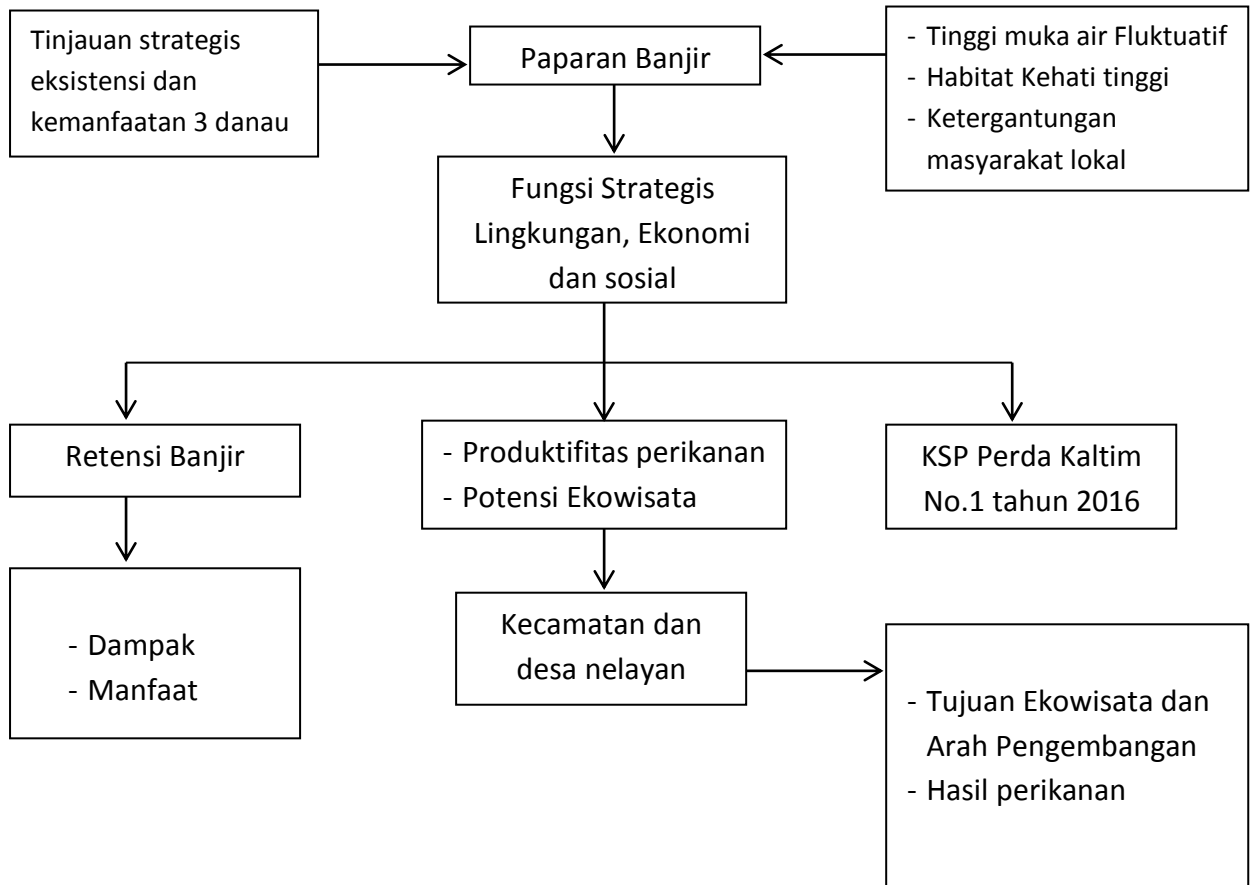 Tinjauan strategis
eksistensi dan
kemanfaatan 3 danau
Paparan Banjir
- Tinggi muka air Fluktuatif
- Habitat Kehati tinggi
- Ketergantungan
masyarakat lokal
Fungsi Strategis
Lingkungan, Ekonomi
dan sosial
Retensi Banjir
- Produktifitas perikanan
- Potensi Ekowisata
KSP Perda Kaltim
No.1 tahun 2016
- Dampak
- Manfaat
Kecamatan dan
desa nelayan
- Tujuan Ekowisata dan
Arah Pengembangan
- Hasil perikanan